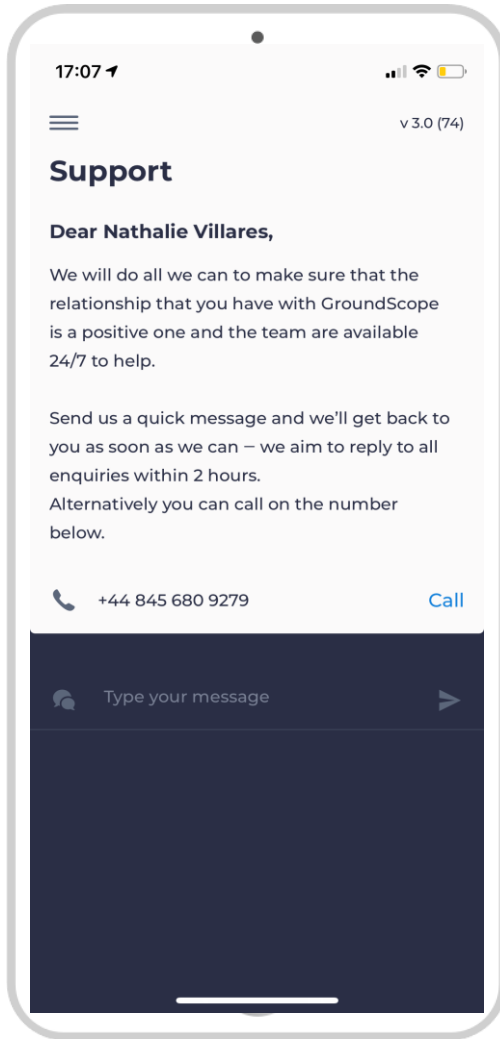 17:07
v 3.0 (74)
Support
Dear Nathalie Villares,
We will do all we can to make sure that the
relationship that you have with GroundScope
is a positive one and the team are available
24/7 to help.
Send us a quick message and we’ll get back to
you as soon as we can – we aim to reply to all
enquiries within 2 hours.
Alternatively you can call on the number
below.
+44 845 680 9279 Call
Type your message